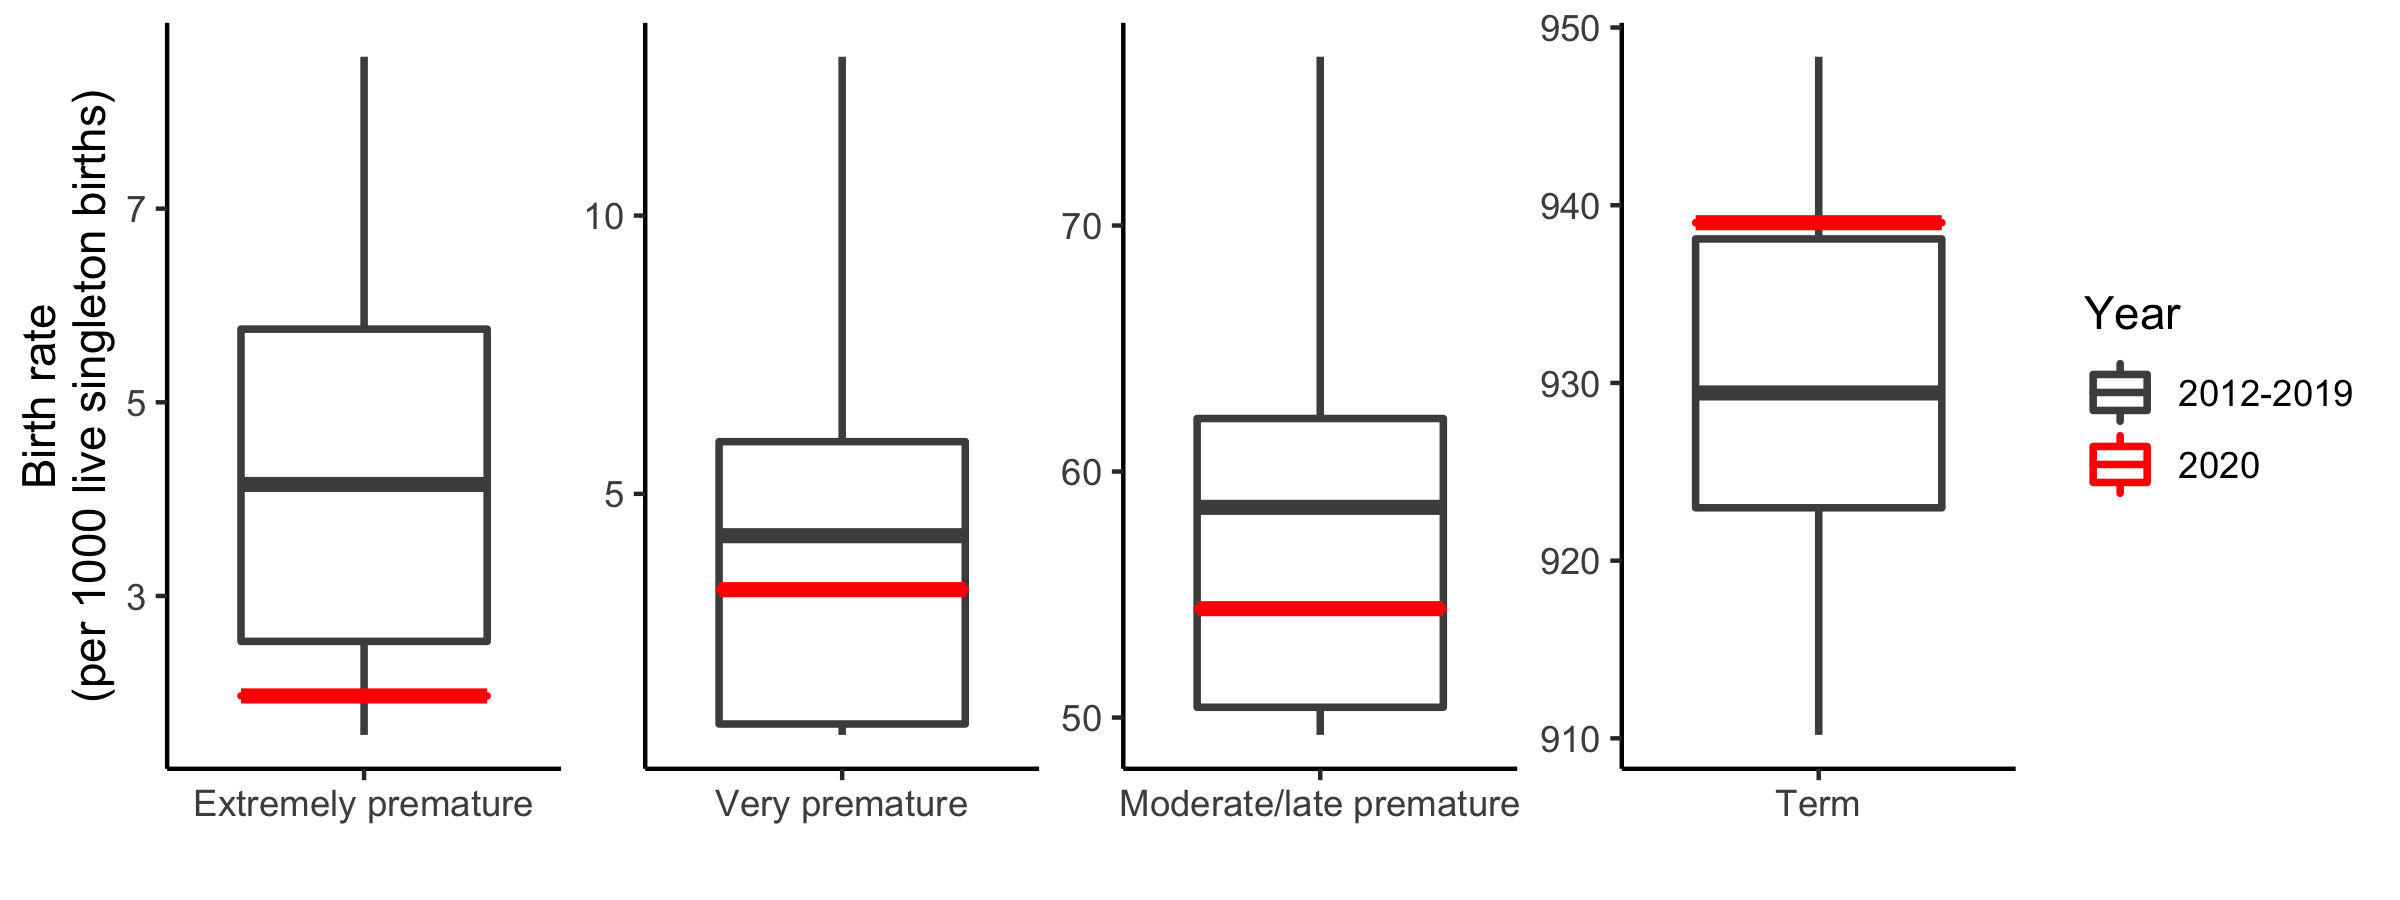 Birth rate
(per 1000 live singleton births)
7
5
3
Extremely premature
10
5
Very premature
70
60
50
Moderate/late premature
950
940
930
920
910
Term
Year
2012-2019
2020